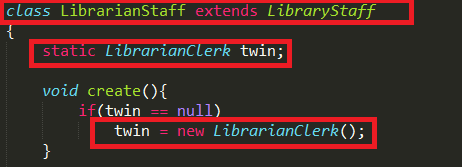 class LibrarianStaff extends LibraryStaff
{
static LibrarianClerk twin;
void create(){
if(twin == null)
twin = new LibrarianClerk();
}